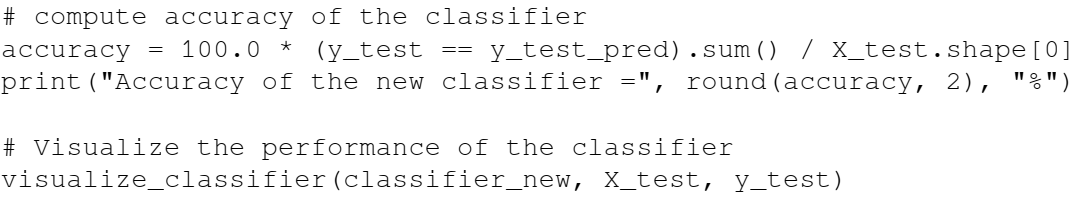 # compute accuracy of the classifier
accuracy = 100.0 * (y_test == y_test_pred).sum() / X_test.shape[0]
print("Accuracy of the new classifier =", round(accuracy, 2), "%")
# Visualize the performance of the classifier
visualize_classifier(classifier_new, X_test, y_test)